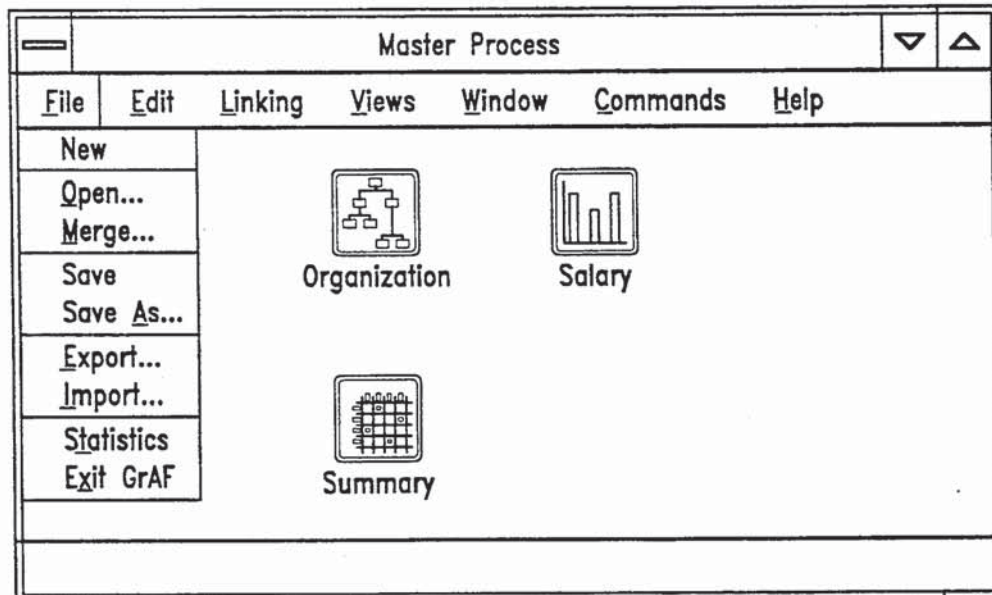 Master Process
File Edit Linking Views Window Commands Help
New
Open...
Merge...
Save
Save As...
Export...
Import...
Statistics
Exit GrAF
Organization
Salary
Summary